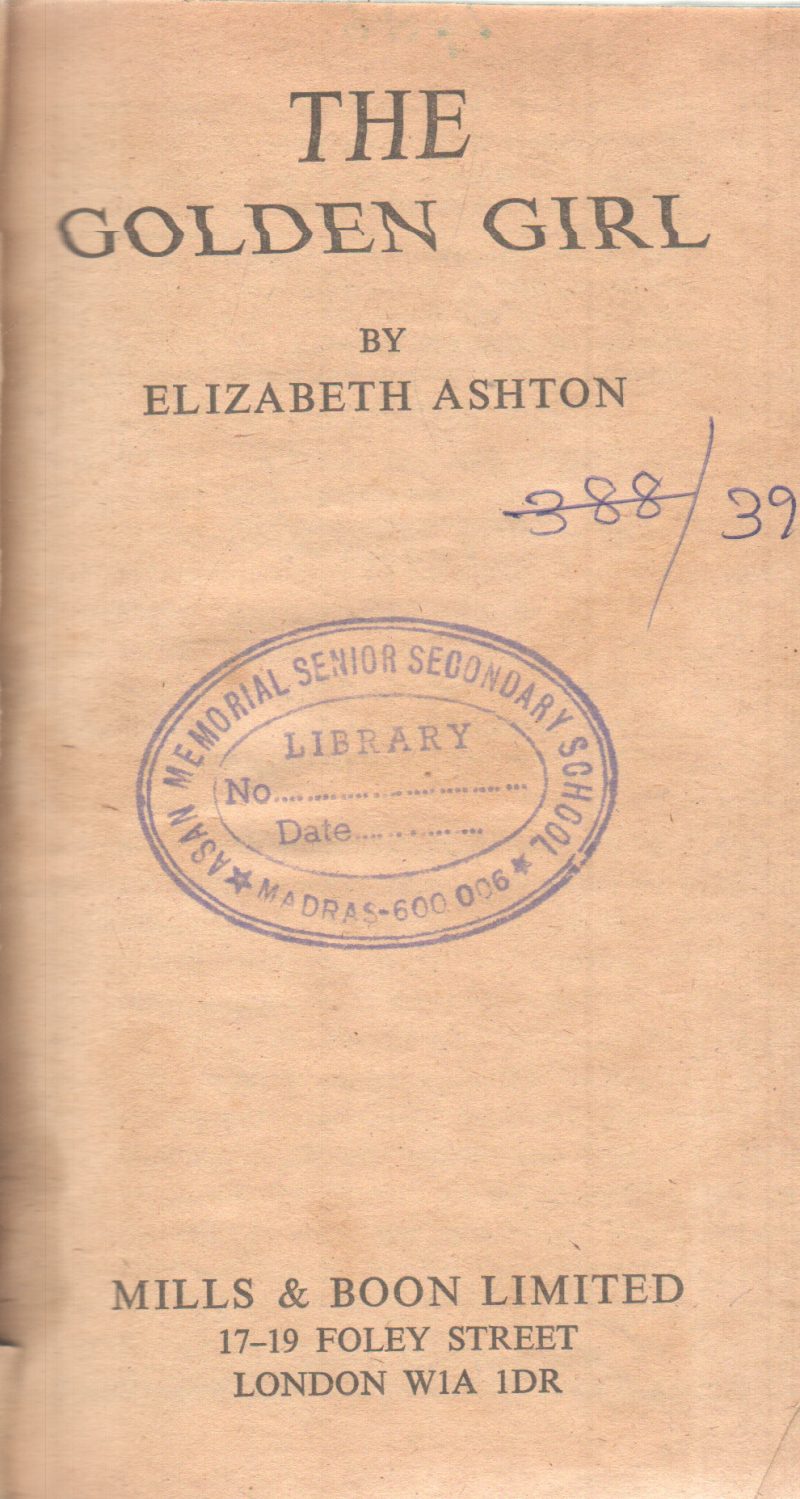 THE
GOLDEN GIRL
BY
ELIZABETH ASHTON
388/39
ASAN MEMORIAL SENIOR SECONDARY SCHOOL
LIBRARY
No
Date
★ MADRAS-600 006 ★
MILLS & BOON LIMITED
17–19 FOLEY STREET
LONDON W1A 1DR